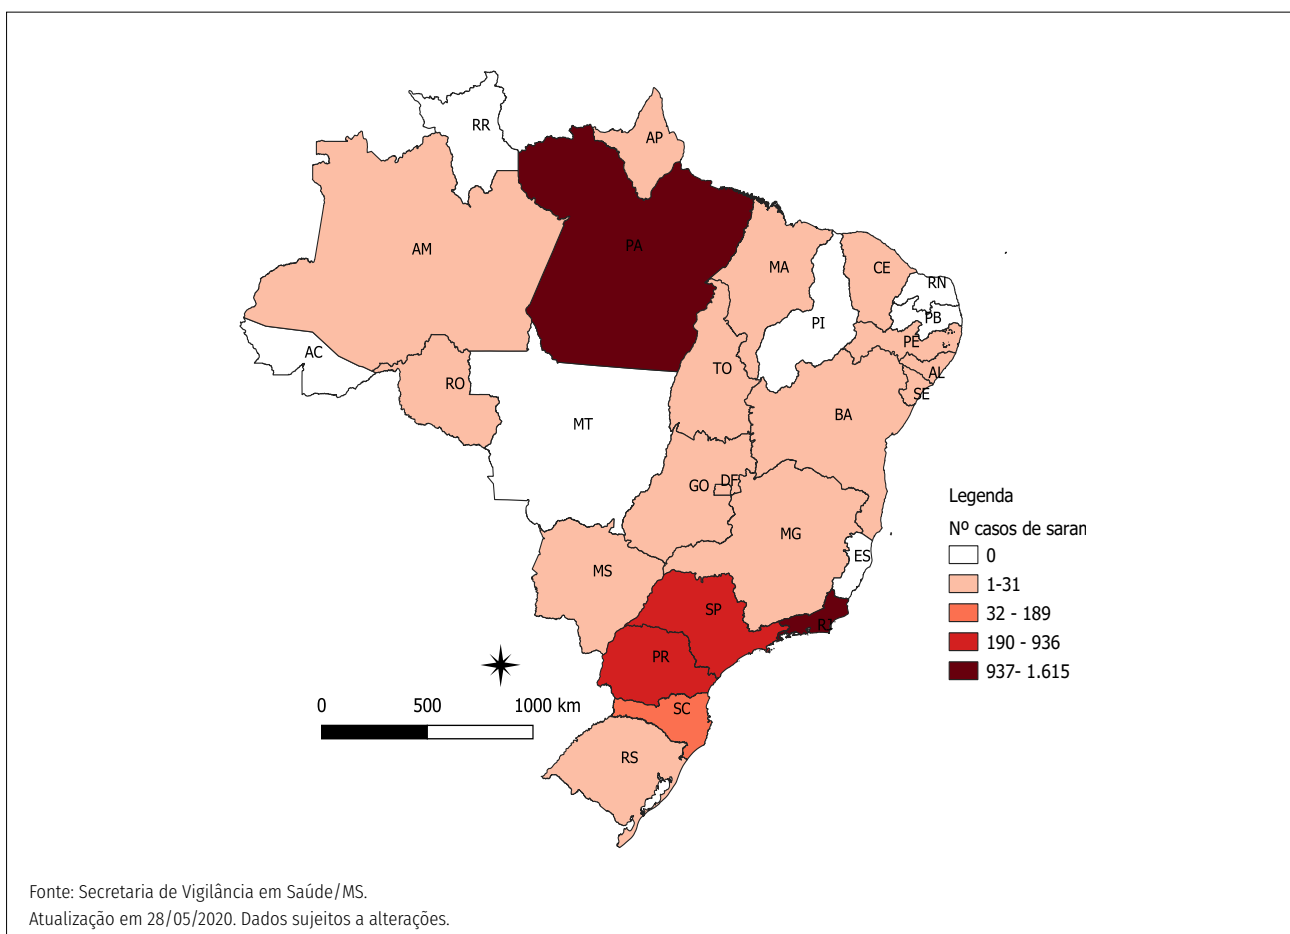 RR
AP
AM
PA
MA
CE
RN
PI
PB
PE
AC
TO
AL
RO
SE
BA
MT
GO
DF
MG
ES
MS
SP
RJ
PR
SC
RS
Legenda
Nº casos de saran
0
1-31
32 - 189
190 - 936
937- 1.615
0 500 1000 km
Fonte: Secretaria de Vigilância em Saúde/MS.
Atualização em 28/05/2020. Dados sujeitos a alterações.